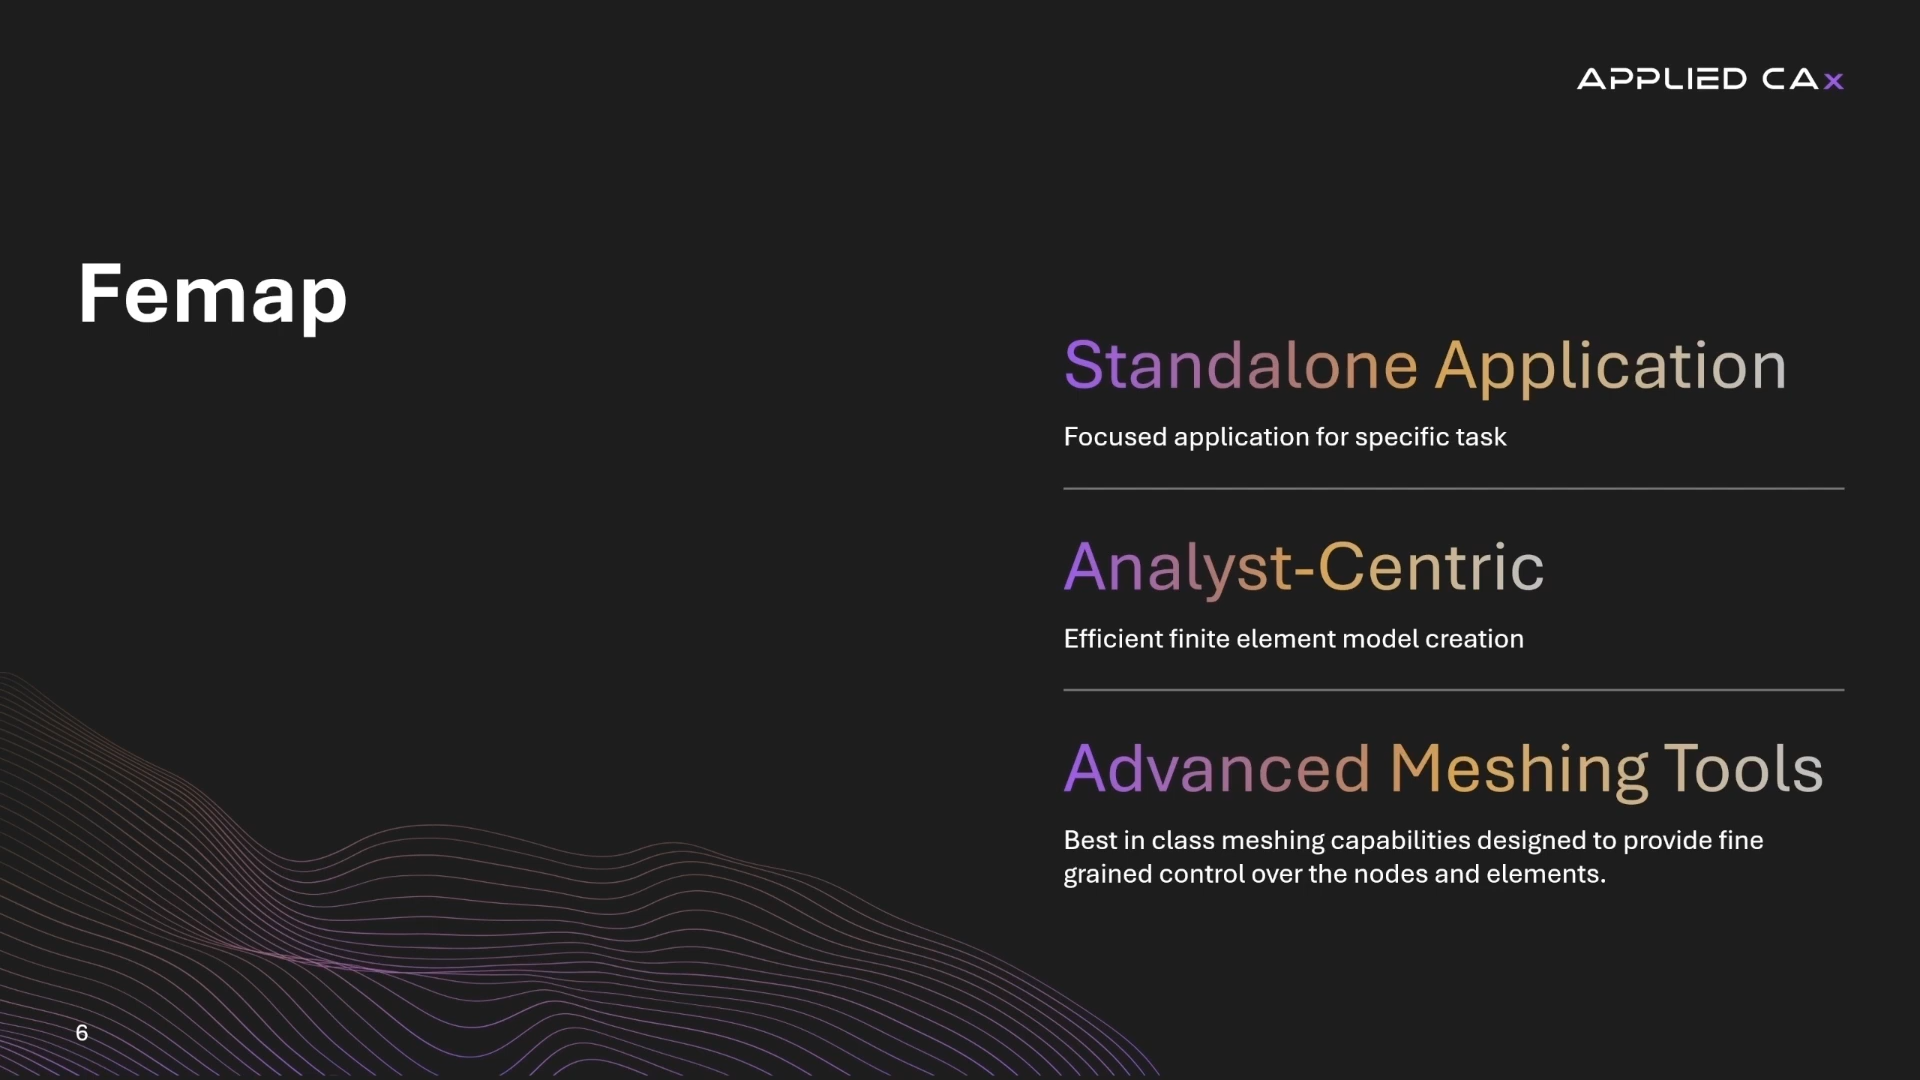 APPLIED CAx
Femap
Standalone Application
Focused application for specific task
Analyst-Centric
Efficient finite element model creation
Advanced Meshing Tools
Best in class meshing capabilities designed to provide fine
grained control over the nodes and elements.
6